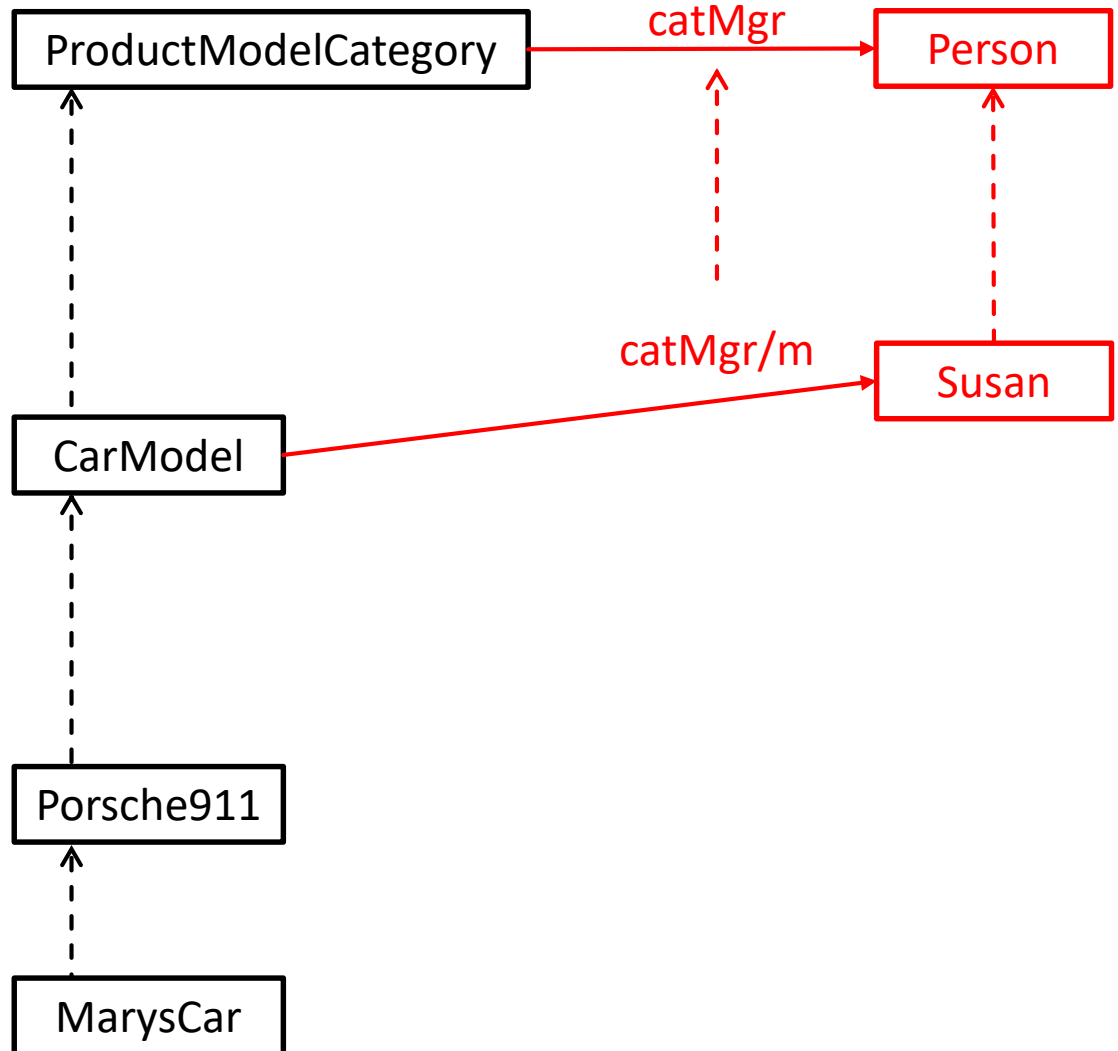 catMgr
ProductModelCategory
Person
catMgr/m
Susan
CarModel
Porsche911
MarysCar